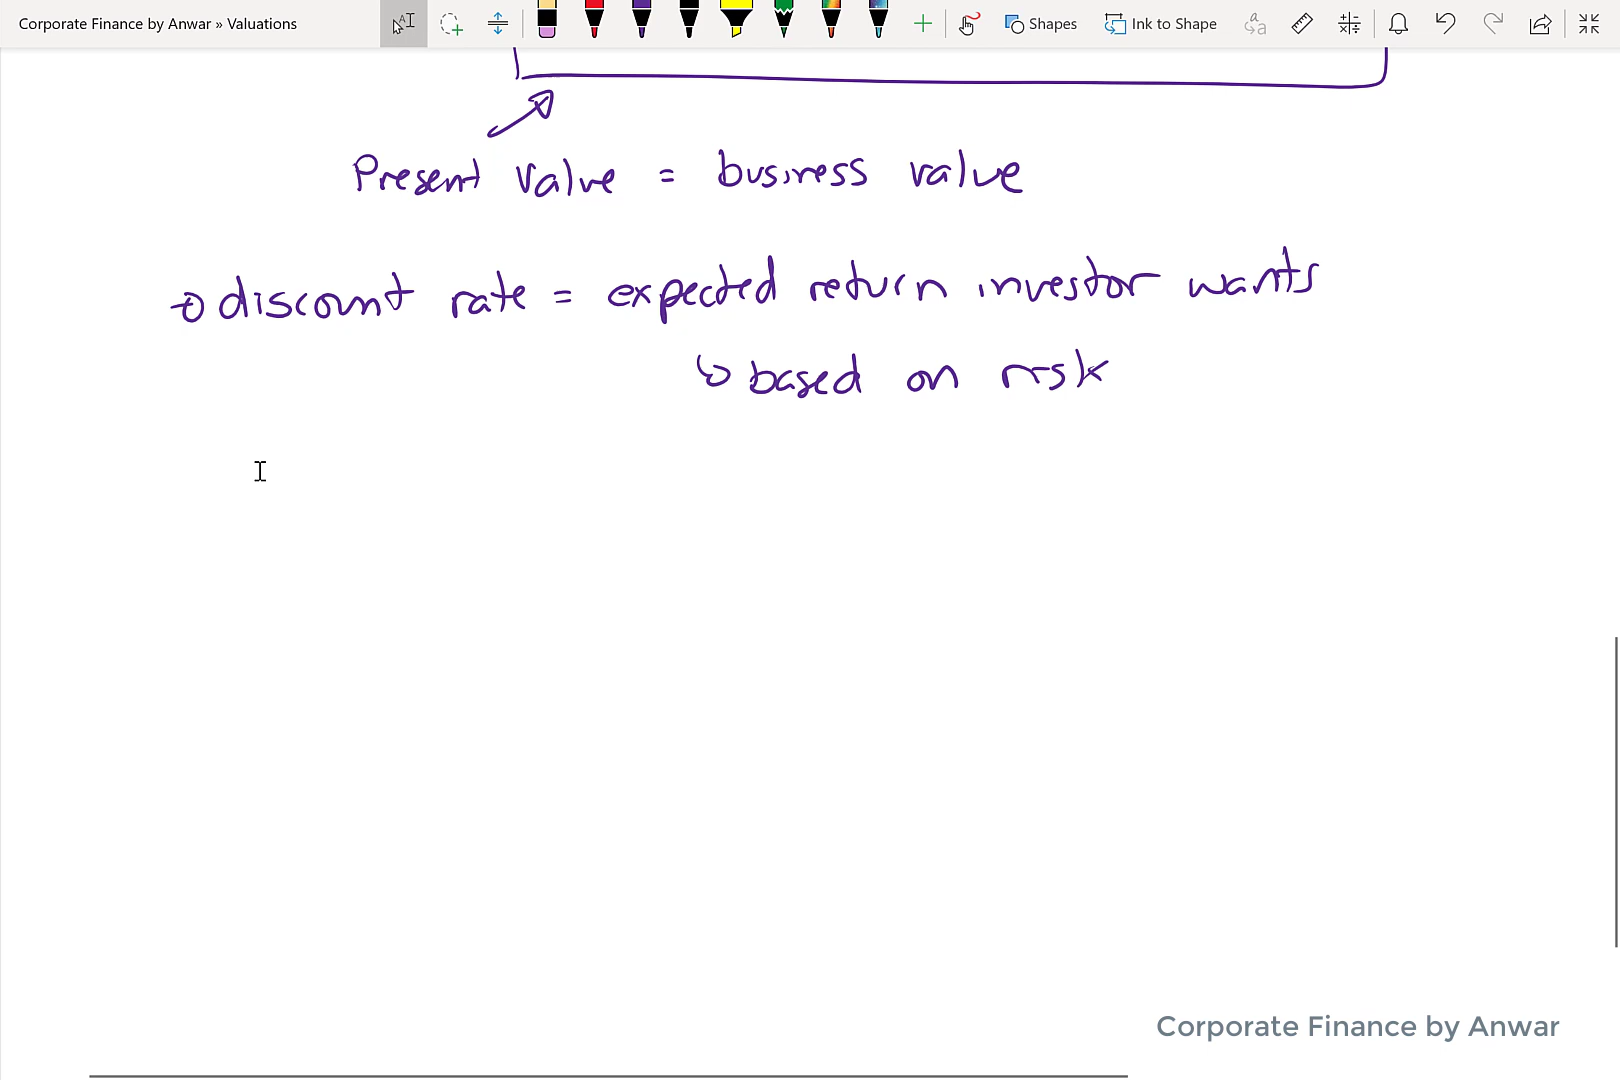 Corporate Finance by Anwar » Valuations
Shapes
Ink to Shape
Present Value = business value
discount rate = expected return investor wants
based on risk
Corporate Finance by Anwar